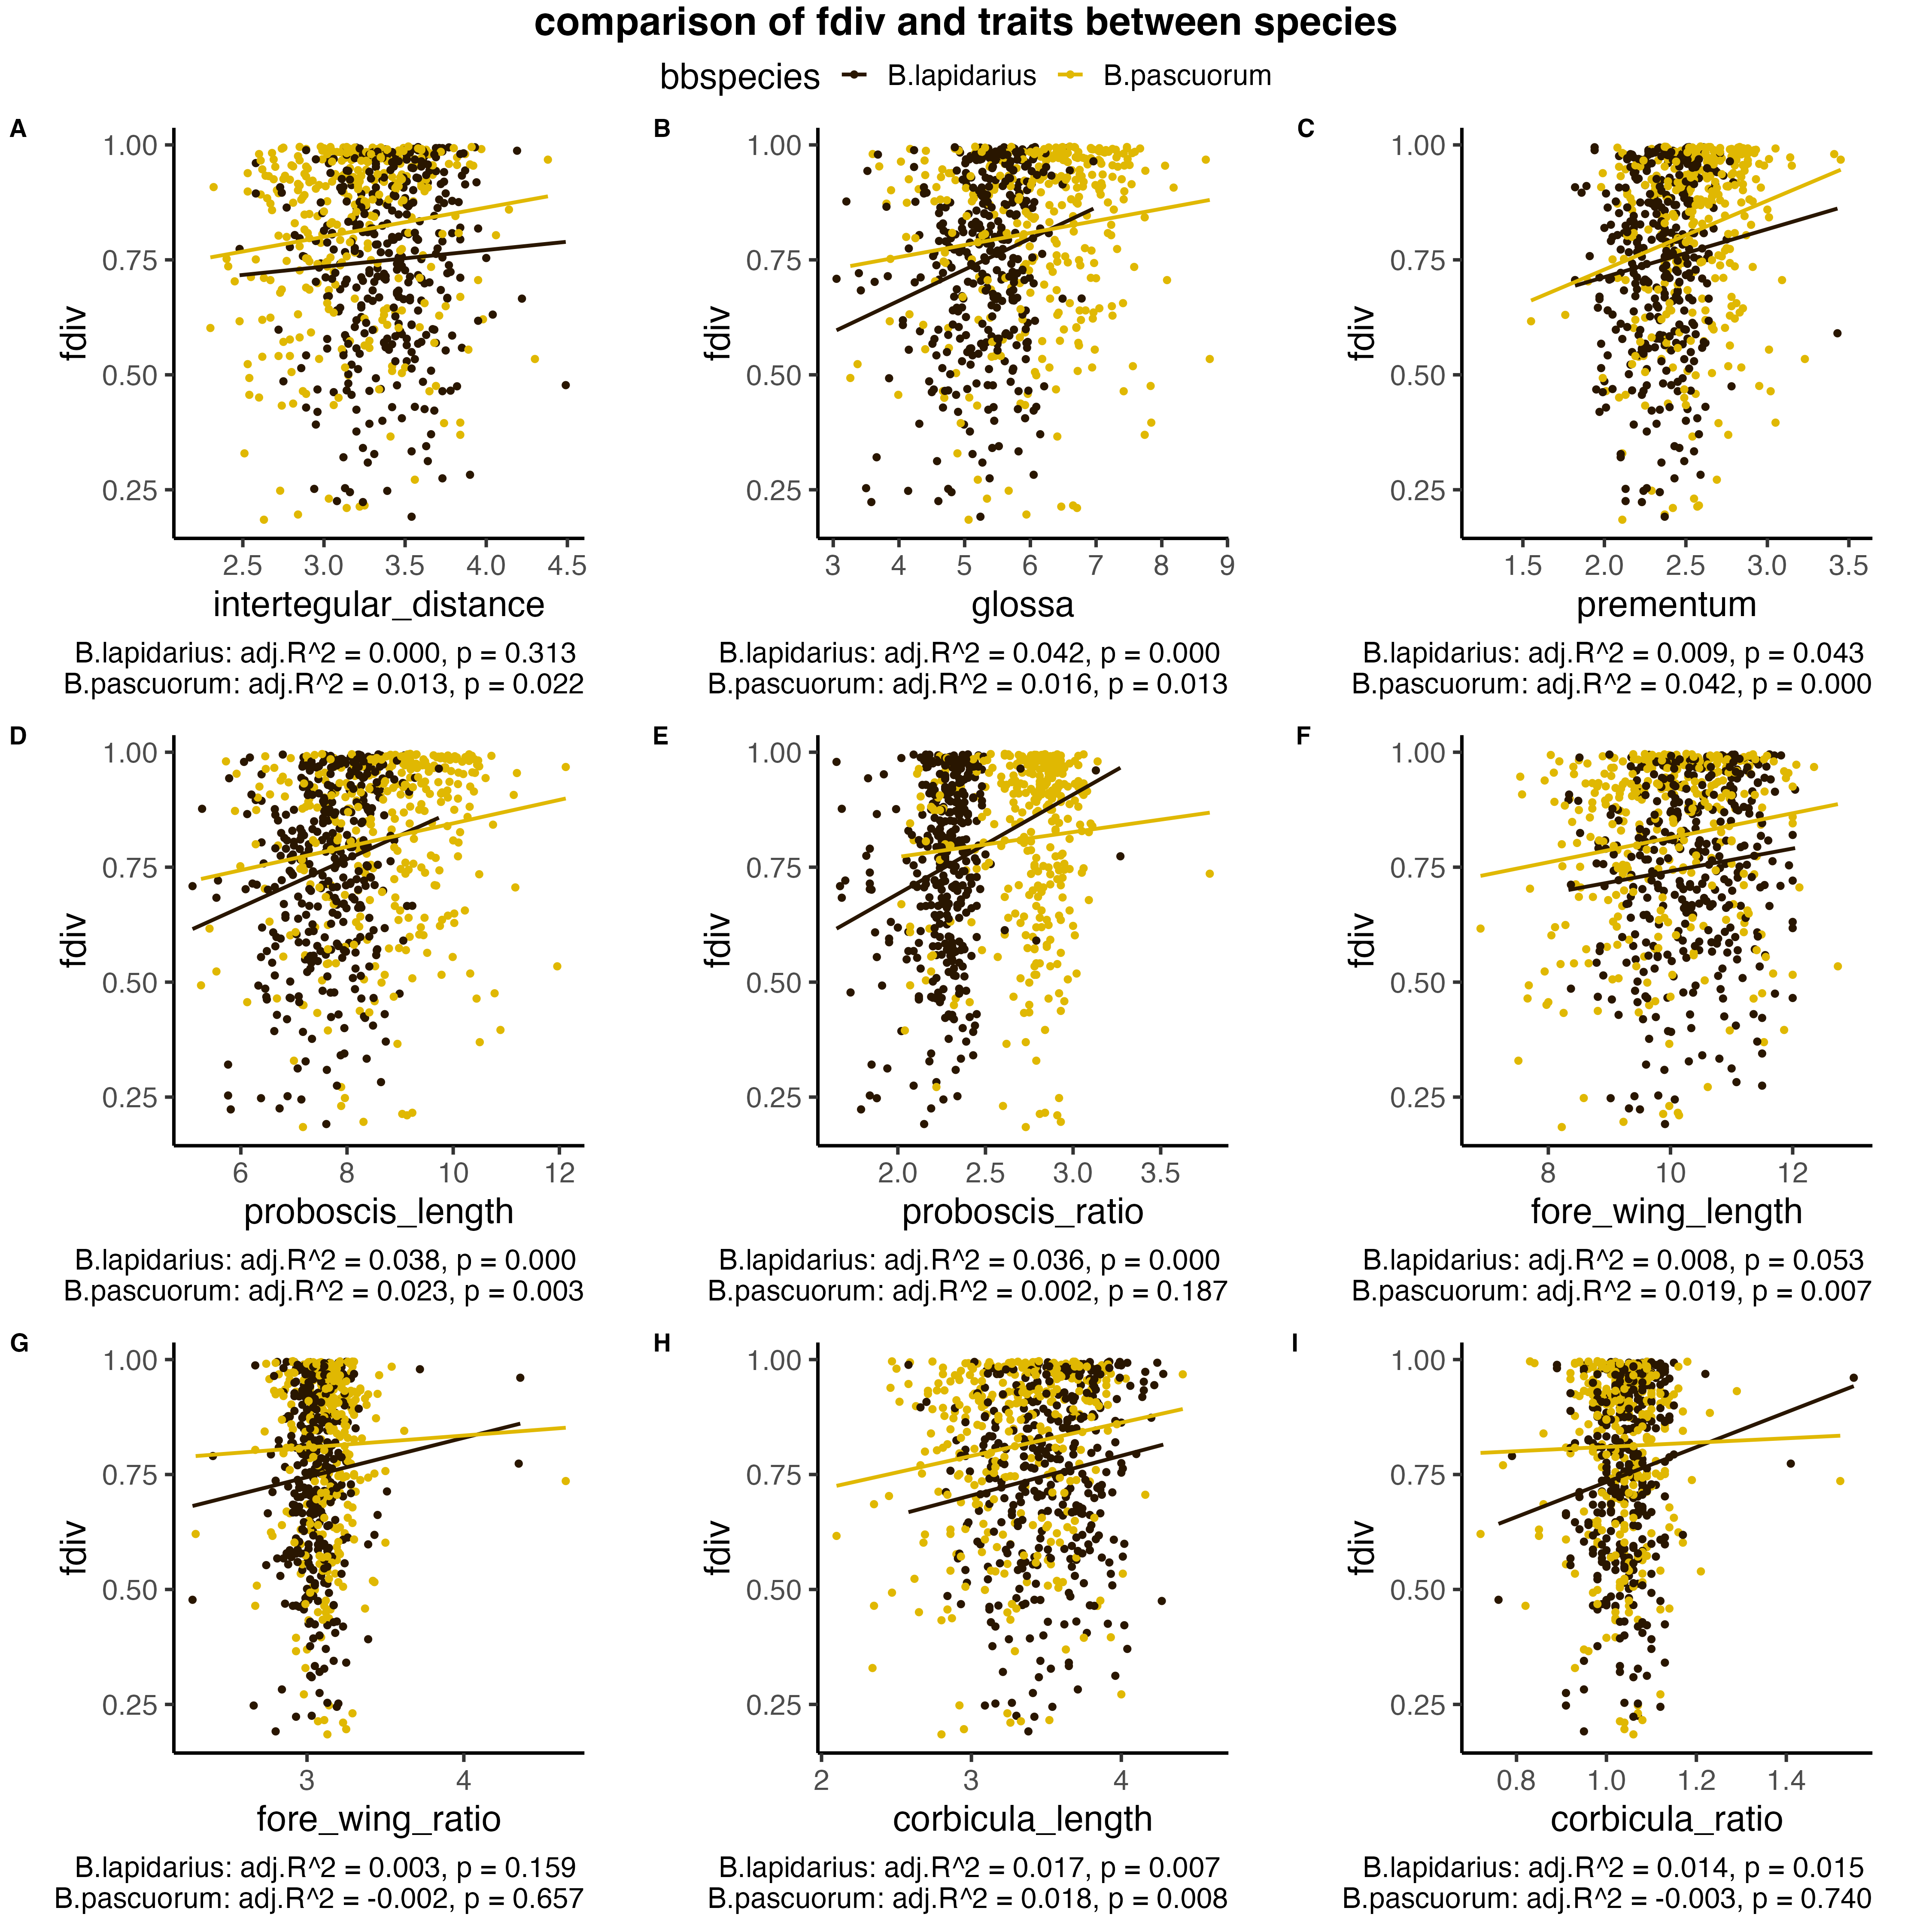 comparison of fdiv and traits between species
bbspecies B.lapidarius B.pascuorum
A
1.00
0.75
0.50
0.25
fdiv
2.5 3.0 3.5 4.0 4.5
intertegular_distance
B.lapidarius: adj.R^2 = 0.000, p = 0.313
B.pascuorum: adj.R^2 = 0.013, p = 0.022
B
1.00
0.75
0.50
0.25
fdiv
3 4 5 6 7 8 9
glossa
B.lapidarius: adj.R^2 = 0.042, p = 0.000
B.pascuorum: adj.R^2 = 0.016, p = 0.013
C
1.00
0.75
0.50
0.25
fdiv
1.5 2.0 2.5 3.0 3.5
prementum
B.lapidarius: adj.R^2 = 0.009, p = 0.043
B.pascuorum: adj.R^2 = 0.042, p = 0.000
D
1.00
0.75
0.50
0.25
fdiv
6 8 10 12
proboscis_length
B.lapidarius: adj.R^2 = 0.038, p = 0.000
B.pascuorum: adj.R^2 = 0.023, p = 0.003
E
1.00
0.75
0.50
0.25
fdiv
2.0 2.5 3.0 3.5
proboscis_ratio
B.lapidarius: adj.R^2 = 0.036, p = 0.000
B.pascuorum: adj.R^2 = 0.002, p = 0.187
F
1.00
0.75
0.50
0.25
fdiv
8 10 12
fore_wing_length
B.lapidarius: adj.R^2 = 0.008, p = 0.053
B.pascuorum: adj.R^2 = 0.019, p = 0.007
G
1.00
0.75
0.50
0.25
fdiv
3 4
fore_wing_ratio
B.lapidarius: adj.R^2 = 0.003, p = 0.159
B.pascuorum: adj.R^2 = -0.002, p = 0.657
H
1.00
0.75
0.50
0.25
fdiv
2 3 4
corbicula_length
B.lapidarius: adj.R^2 = 0.017, p = 0.007
B.pascuorum: adj.R^2 = 0.018, p = 0.008
I
1.00
0.75
0.50
0.25
fdiv
0.8 1.0 1.2 1.4
corbicula_ratio
B.lapidarius: adj.R^2 = 0.014, p = 0.015
B.pascuorum: adj.R^2 = -0.003, p = 0.740